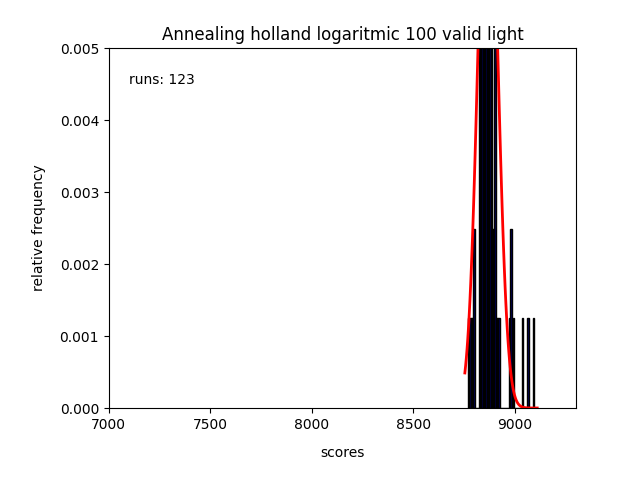 Annealing holland logaritmic 100 valid light
runs: 123
relative frequency
0.005
0.004
0.003
0.002
0.001
0.000
7000 7500 8000 8500 9000
scores